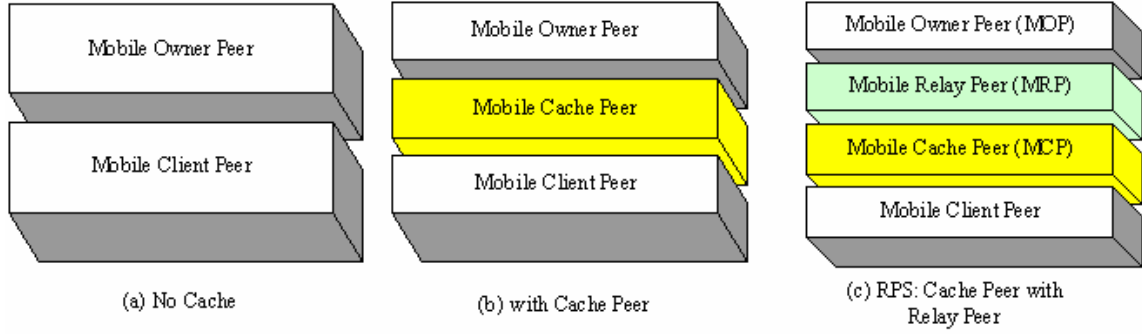 Mobile Owner Peer
Mobile Client Peer
(a) No Cache
Mobile Owner Peer
Mobile Cache Peer
Mobile Client Peer
(b) with Cache Peer
Mobile Owner Peer (MOP)
Mobile Relay Peer (MRP)
Mobile Cache Peer (MCP)
Mobile Client Peer
(c) RPS: Cache Peer with
Relay Peer